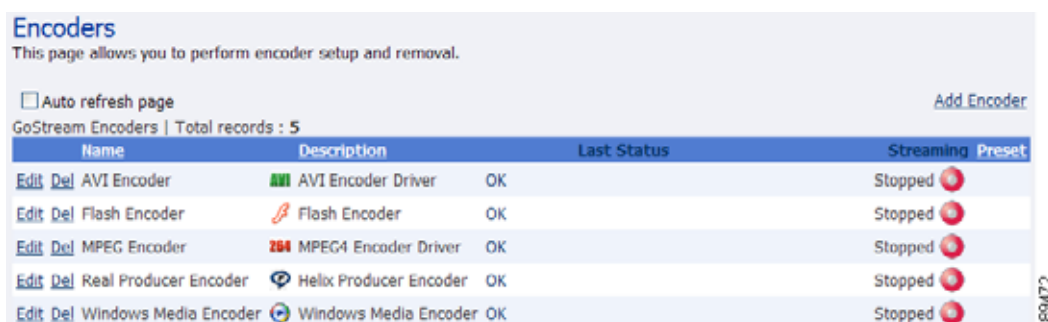 Encoders
This page allows you to perform encoder setup and removal.
Auto refresh page Add Encoder
GoStream Encoders | Total records : 5
Name Description Last Status Streaming Preset
Edit Del AVI Encoder AVI AVI Encoder Driver OK Stopped
Edit Del Flash Encoder Flash Encoder OK Stopped
Edit Del MPEG Encoder 264 MPEG4 Encoder Driver OK Stopped
Edit Del Real Producer Encoder Helix Producer Encoder OK Stopped
Edit Del Windows Media Encoder Windows Media Encoder OK Stopped
89472